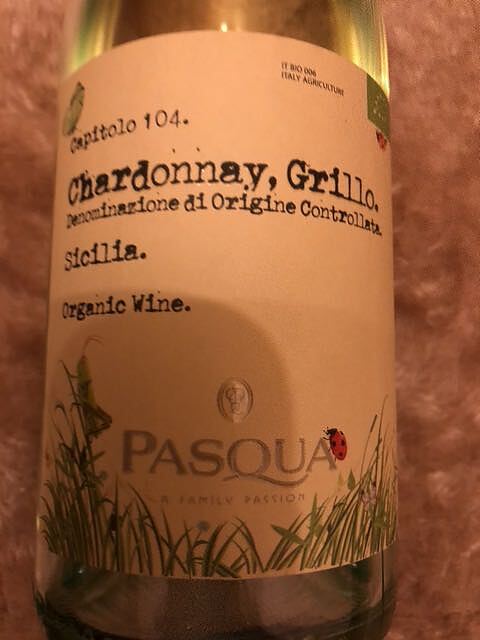 IT BIO 006
ITALY AGRICULTURE
Capitolo 104.
Chardonnay, Grillo.
Denominazione di Origine Controllata.
Sicilia.
Organic Wine.
PASQUA
A FAMILY PASSION